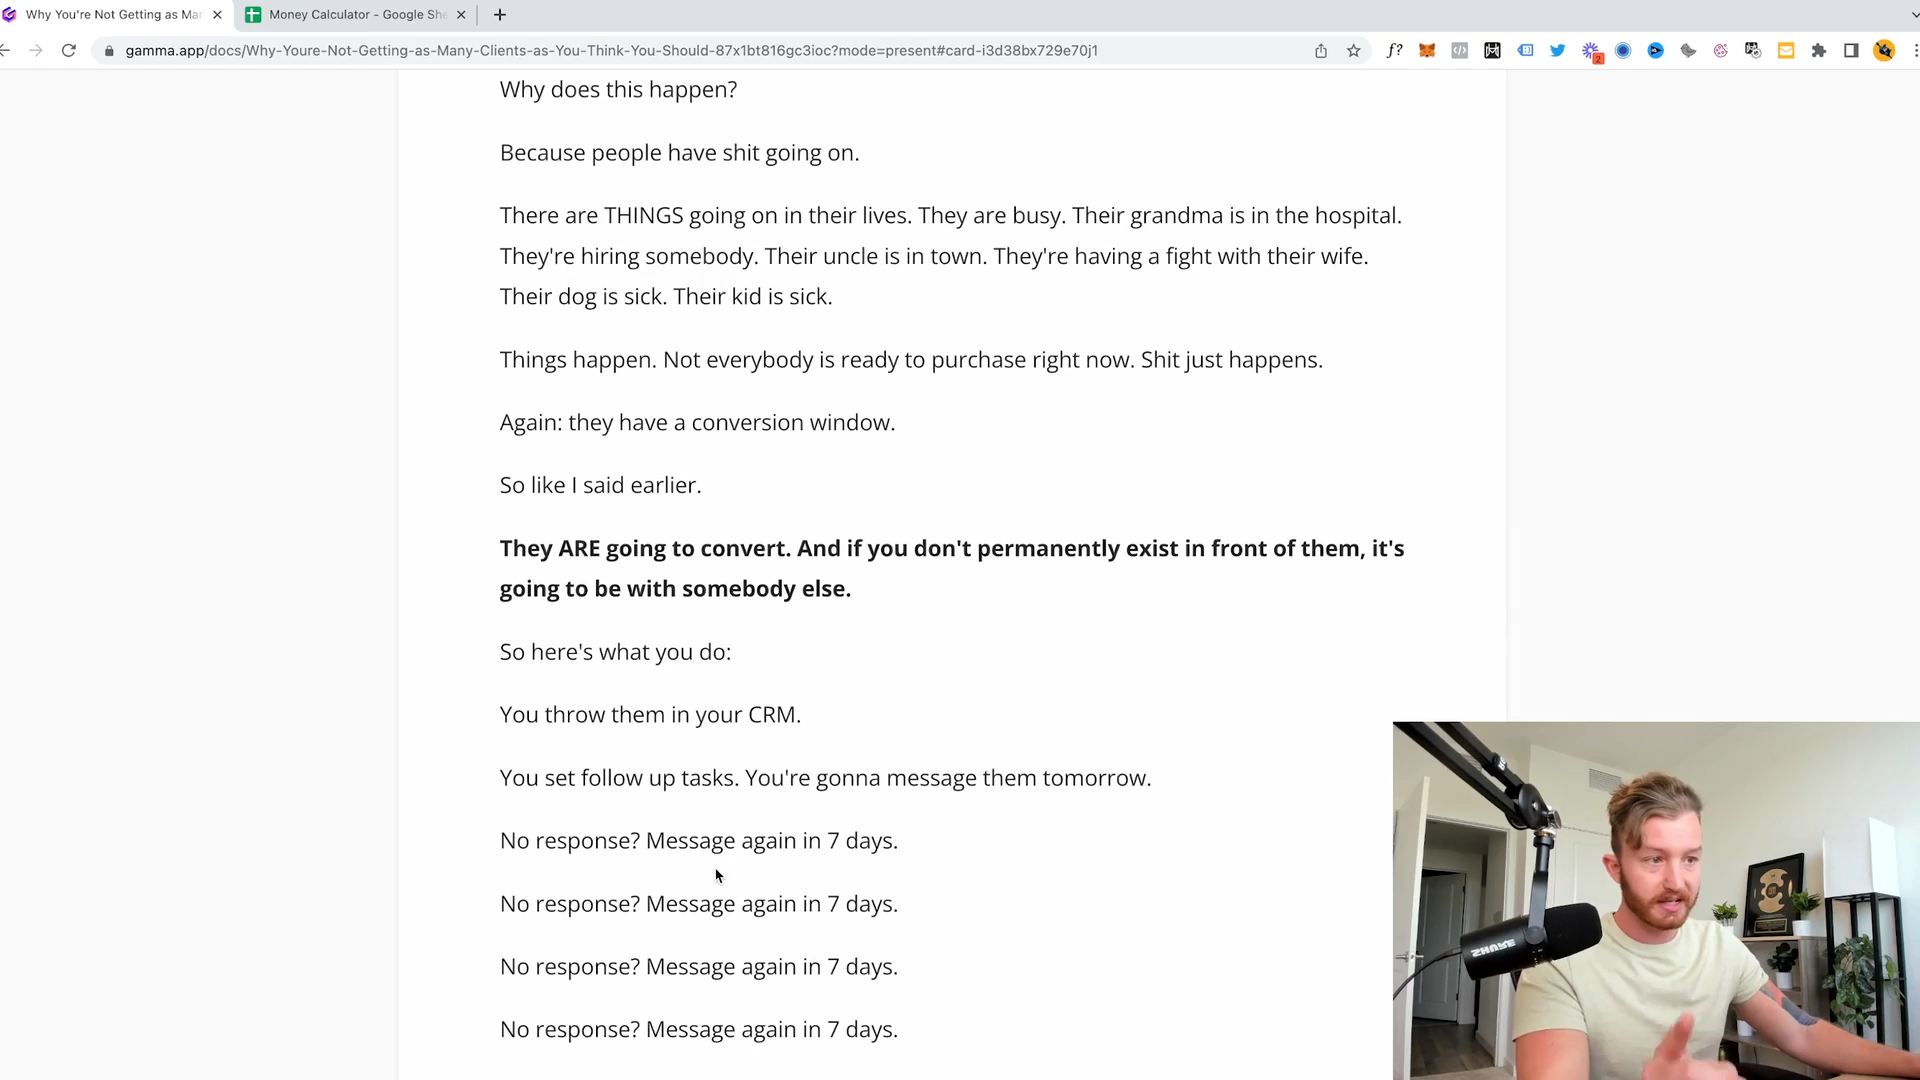 Why You're Not Getting as Mar
Money Calculator - Google She
gamma.app/docs/Why-Youre-Not-Getting-as-Many-Clients-as-You-Think-You-Should-87x1bt816gc3ioc?mode=present#card-i3d38bx729e70j1
f?
2
Why does this happen?
Because people have shit going on.
There are THINGS going on in their lives. They are busy. Their grandma is in the hospital.
They're hiring somebody. Their uncle is in town. They're having a fight with their wife.
Their dog is sick. Their kid is sick.
Things happen. Not everybody is ready to purchase right now. Shit just happens.
Again: they have a conversion window.
So like I said earlier.
They ARE going to convert. And if you don't permanently exist in front of them, it's
going to be with somebody else.
So here's what you do:
You throw them in your CRM.
You set follow up tasks. You're gonna message them tomorrow.
No response? Message again in 7 days.
No response? Message again in 7 days.
No response? Message again in 7 days.
No response? Message again in 7 days.
SHURE